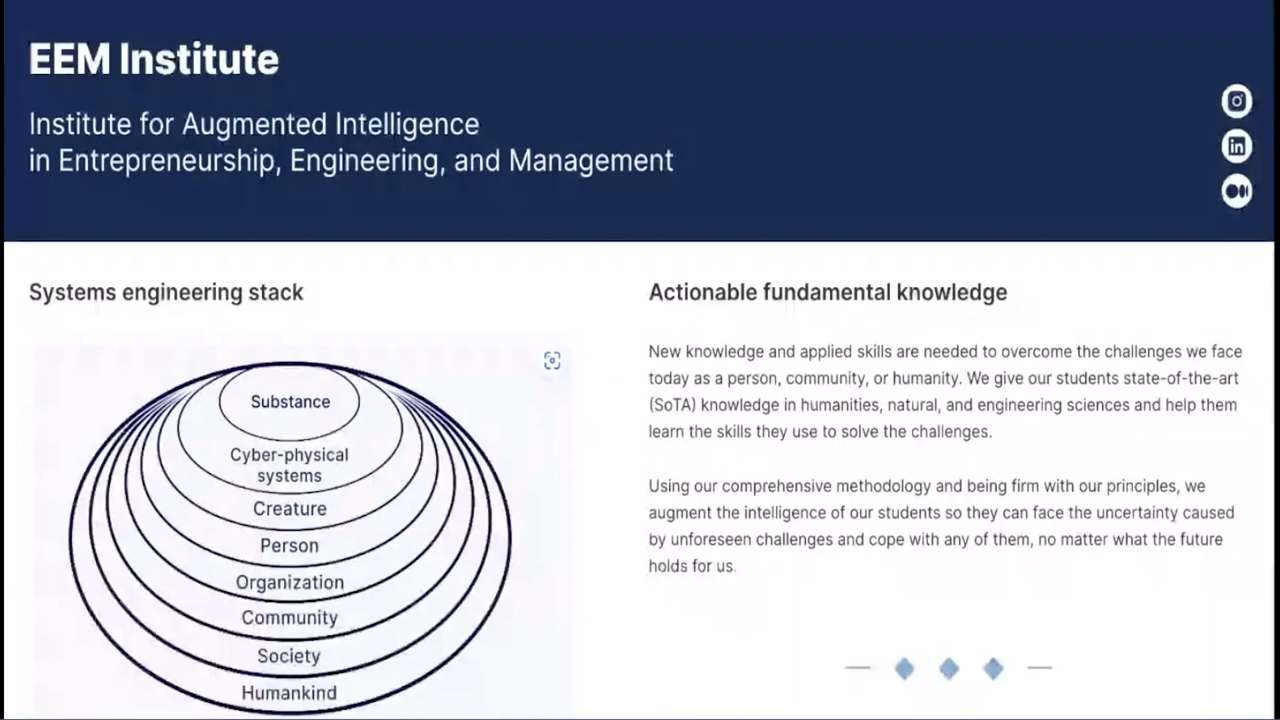 EEM Institute
Institute for Augmented Intelligence
in Entrepreneurship, Engineering, and Management
Systems engineering stack
Substance
Cyber-physical
systems
Creature
Person
Organization
Community
Society
Humankind
Actionable fundamental knowledge
New knowledge and applied skills are needed to overcome the challenges we face
today as a person, community, or humanity. We give our students state-of-the-art
(SoTA) knowledge in humanities, natural, and engineering sciences and help them
learn the skills they use to solve the challenges.
Using our comprehensive methodology and being firm with our principles, we
augment the intelligence of our students so they can face the uncertainty caused
by unforeseen challenges and cope with any of them, no matter what the future
holds for us.